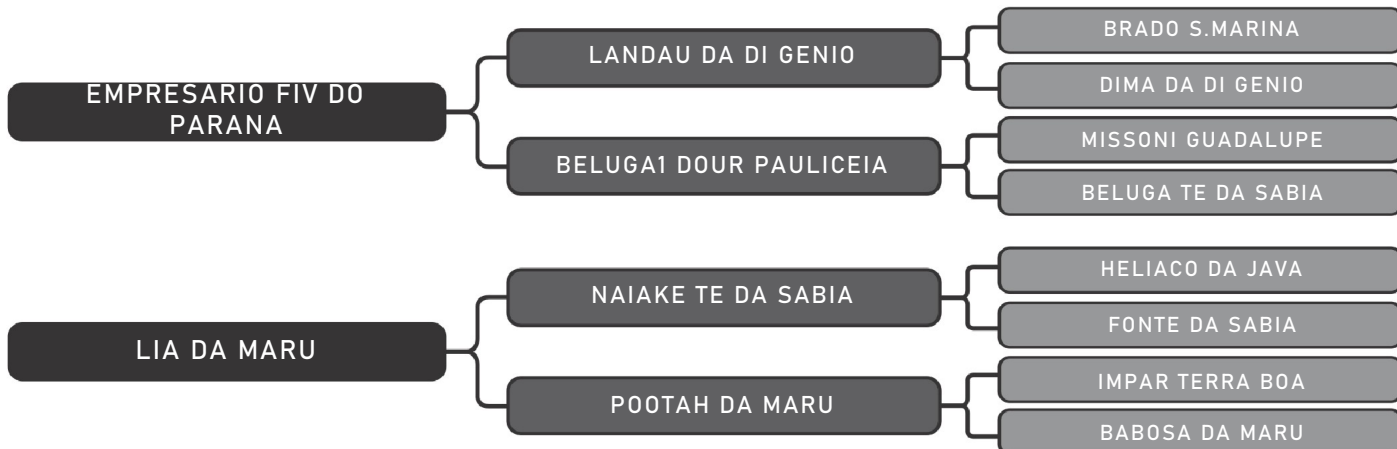 EMPRESARIO FIV DO
PARANA
LANDAU DA DI GENIO
BRADO S.MARINA
DIMA DA DI GENIO
BELUGA1 DOUR PAULICEIA
MISSONI GUADALUPE
BELUGA TE DA SABIA
LIA DA MARU
NAIAKE TE DA SABIA
HELIACO DA JAVA
FONTE DA SABIA
POOTAH DA MARU
IMPAR TERRA BOA
BABOSA DA MARU